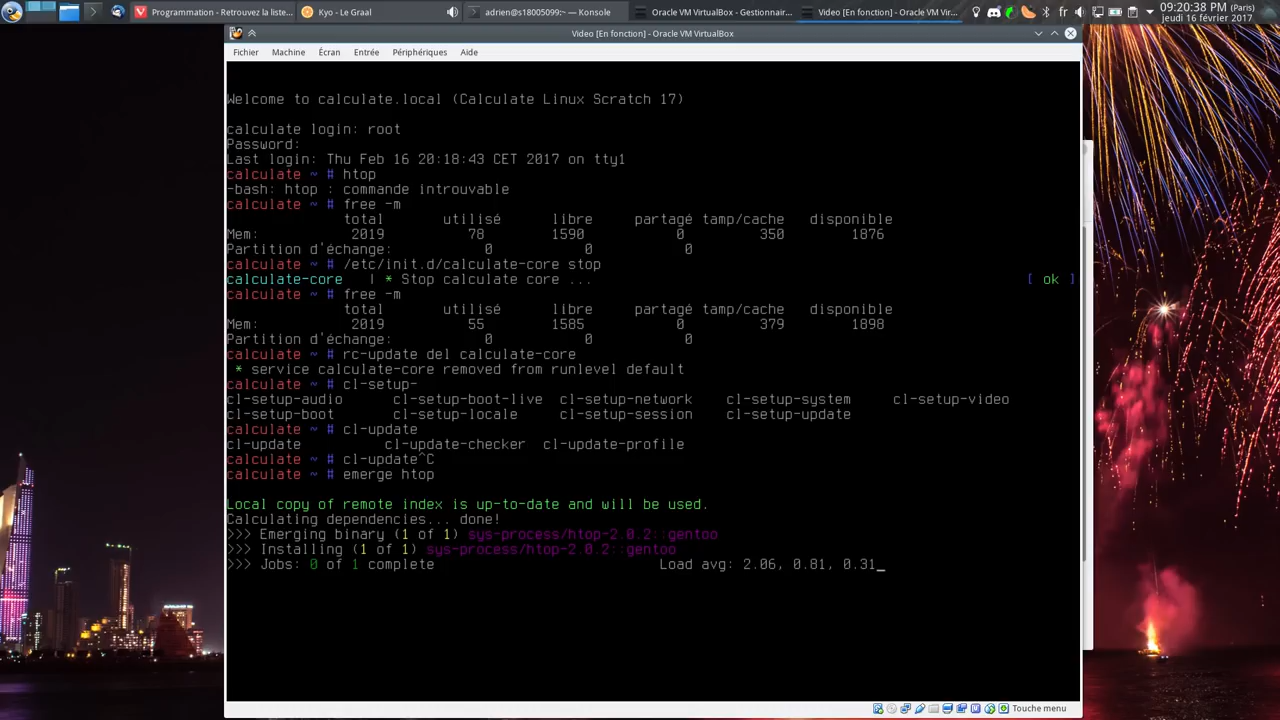 Programmation - Retrouvez la liste...
Kyo - Le Graal
adrien@s18005099:~ — Konsole
Oracle VM VirtualBox - Gestionnair...
Video [En fonction] - Oracle VM Vir...
fr
09:20:38 PM (Paris)
jeudi 16 février 2017
Video [En fonction] - Oracle VM VirtualBox
Fichier Machine Écran Entrée Périphériques Aide
Welcome to calculate.local (Calculate Linux Scratch 17)
calculate login: root
Password:
Last login: Thu Feb 16 20:18:43 CET 2017 on tty1
calculate ~ # htop
-bash: htop : commande introuvable
calculate ~ # free -m
total utilisé libre partagé tamp/cache disponible
Mem: 2019 78 1590 0 350 1876
Partition d'échange: 0 0 0
calculate ~ # /etc/init.d/calculate-core stop
calculate-core | * Stop calculate core ... [ ok ]
calculate ~ # free -m
total utilisé libre partagé tamp/cache disponible
Mem: 2019 55 1585 0 379 1898
Partition d'échange: 0 0 0
calculate ~ # rc-update del calculate-core
* service calculate-core removed from runlevel default
calculate ~ # cl-setup-
cl-setup-audio cl-setup-boot-live cl-setup-network cl-setup-system cl-setup-video
cl-setup-boot cl-setup-locale cl-setup-session cl-setup-update
calculate ~ # cl-update
cl-update cl-update-checker cl-update-profile
calculate ~ # cl-update^C
calculate ~ # emerge htop
Local copy of remote index is up-to-date and will be used.
Calculating dependencies... done!
>>> Emerging binary (1 of 1) sys-process/htop-2.0.2::gentoo
>>> Installing (1 of 1) sys-process/htop-2.0.2::gentoo
>>> Jobs: 0 of 1 complete Load avg: 2.06, 0.81, 0.31_
Touche menu